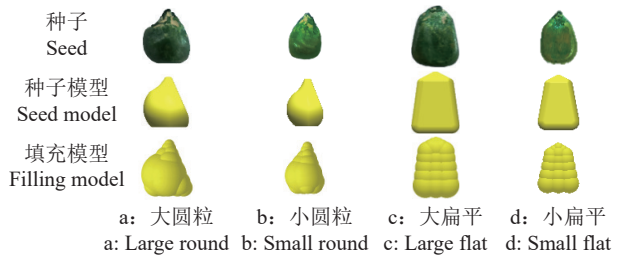 种子
Seed
种子模型
Seed model
填充模型
Filling model
a：大圆粒 b：小圆粒 c：大扁平 d：小扁平
a: Large round b: Small round c: Large flat d: Small flat